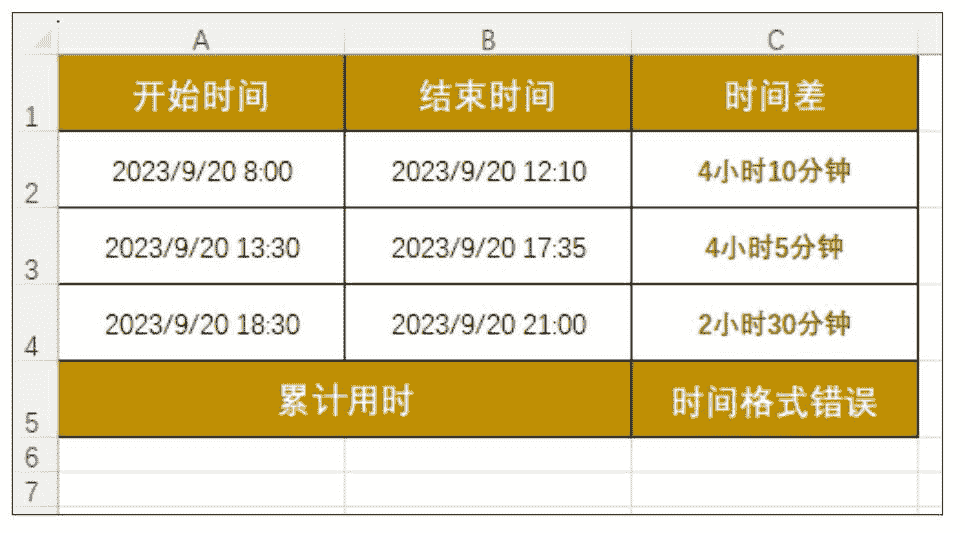 A B C
1 开始时间 结束时间 时间差
2 2023/9/20 8:00 2023/9/20 12:10 4小时10分钟
3 2023/9/20 13:30 2023/9/20 17:35 4小时5分钟
4 2023/9/20 18:30 2023/9/20 21:00 2小时30分钟
5 累计用时 时间格式错误
6
7